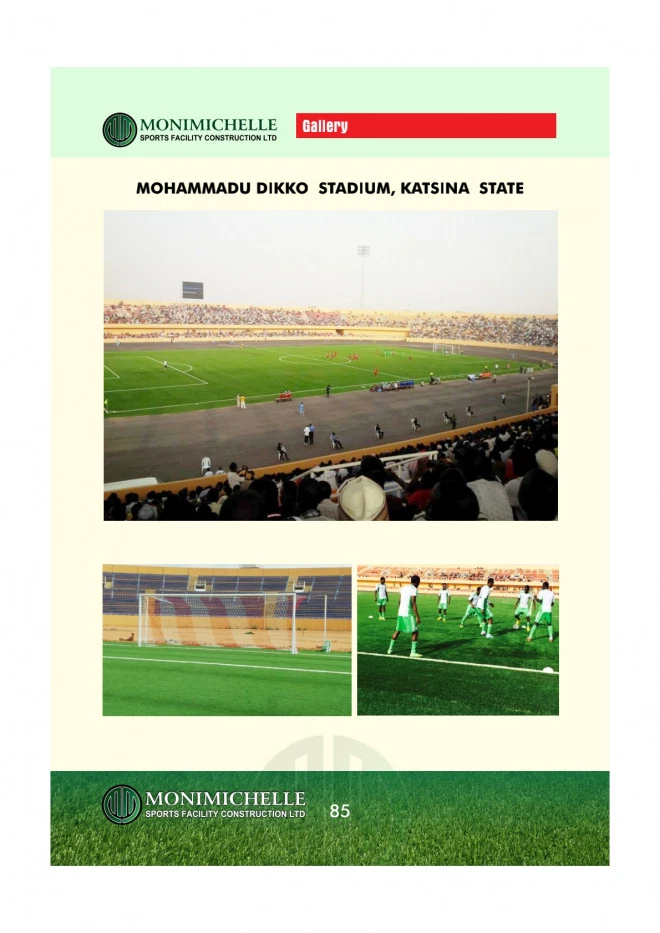 MONIMICHELLE
SPORTS FACILITY CONSTRUCTION LTD
Gallery
MOHAMMADU DIKKO STADIUM, KATSINA STATE
MONIMICHELLE
SPORTS FACILITY CONSTRUCTION LTD
85